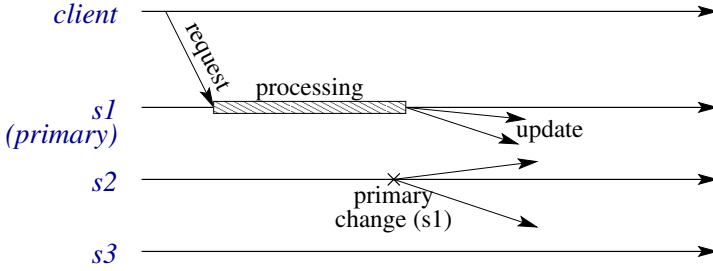 client
request
processing
s1
(primary)
update
s2
primary
change (s1)
s3